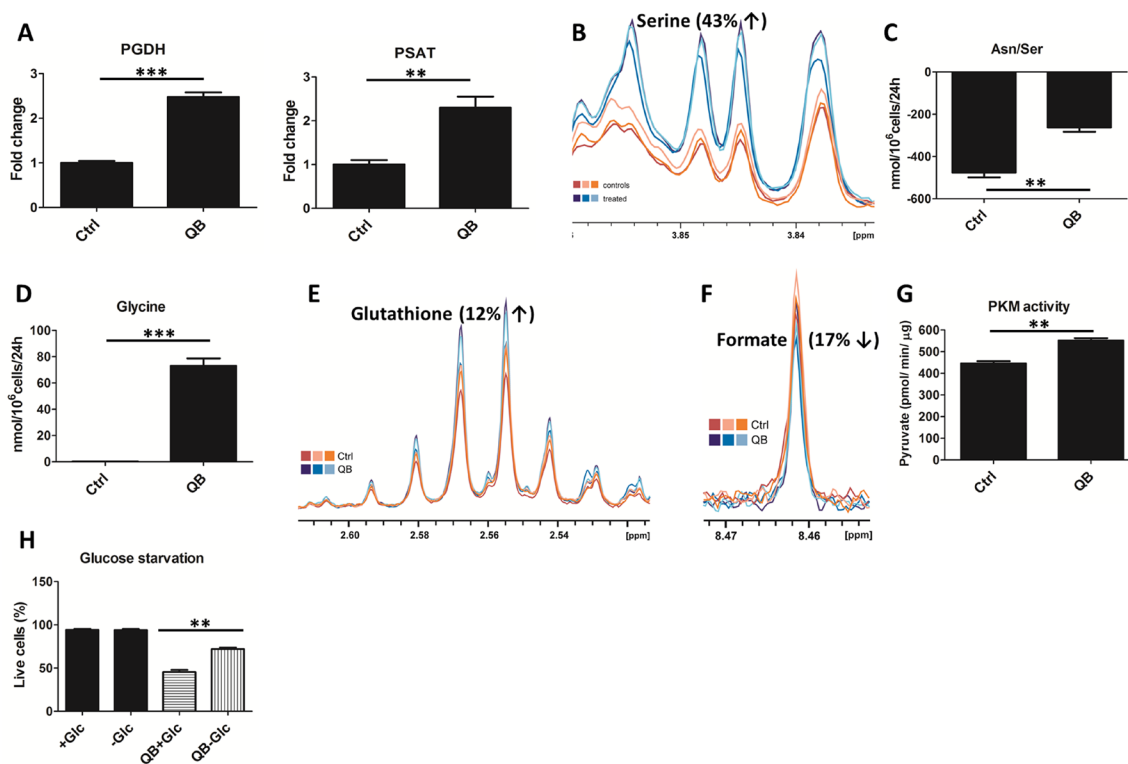 A
PGDH
***
Fold change
3
2
1
0
Ctrl
QB
PSAT
**
Fold change
3
2
1
0
Ctrl
QB
B
Serine (43% ↑)
controls
treated
3.85
3.84
[ppm
C
Asn/Ser
nmol/10⁶cells/24h
0
-200
-400
-600
**
Ctrl
QB
D
Glycine
***
nmol/10⁶cells/24h
100
80
60
40
20
0
Ctrl
QB
E
Glutathione (12% ↑)
Ctrl
QB
2.60
2.58
2.56
2.54
[ppm]
F
Formate (17% ↓)
Ctrl
QB
8.47
8.46
[ppm]
G
PKM activity
**
Pyruvate (pmol/ min/ µg)
600
500
400
300
200
100
0
Ctrl
QB
H
Glucose starvation
**
Live cells (%)
150
100
50
0
+Glc
-Glc
QB+Glc
QB-Glc